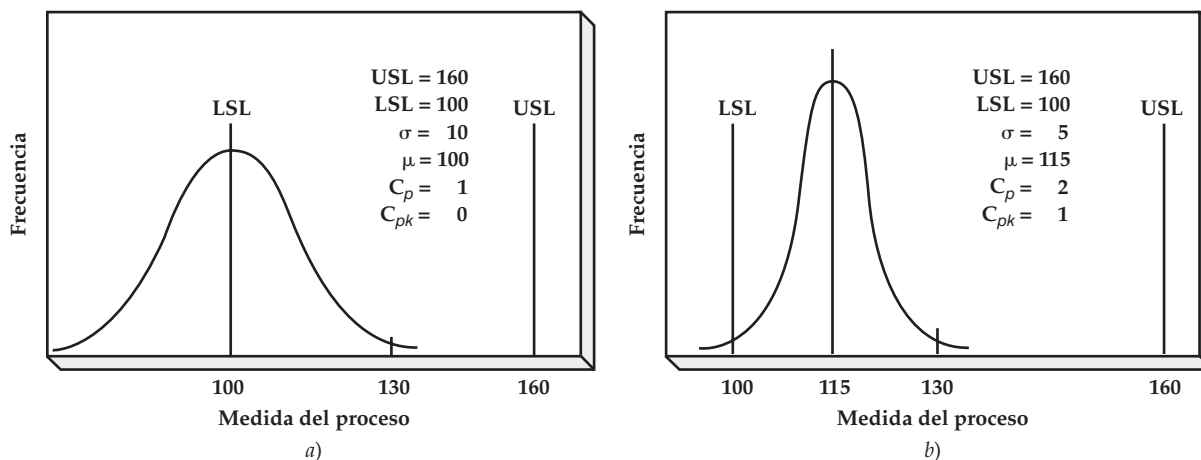 USL = 160
LSL = 100
σ = 10
μ = 100
Cp = 1
Cpk = 0
LSL
USL
Frecuencia
100 130 160
Medida del proceso
a)
USL = 160
LSL = 100
σ = 5
μ = 115
Cp = 2
Cpk = 1
LSL
USL
Frecuencia
100 115 130 160
Medida del proceso
b)